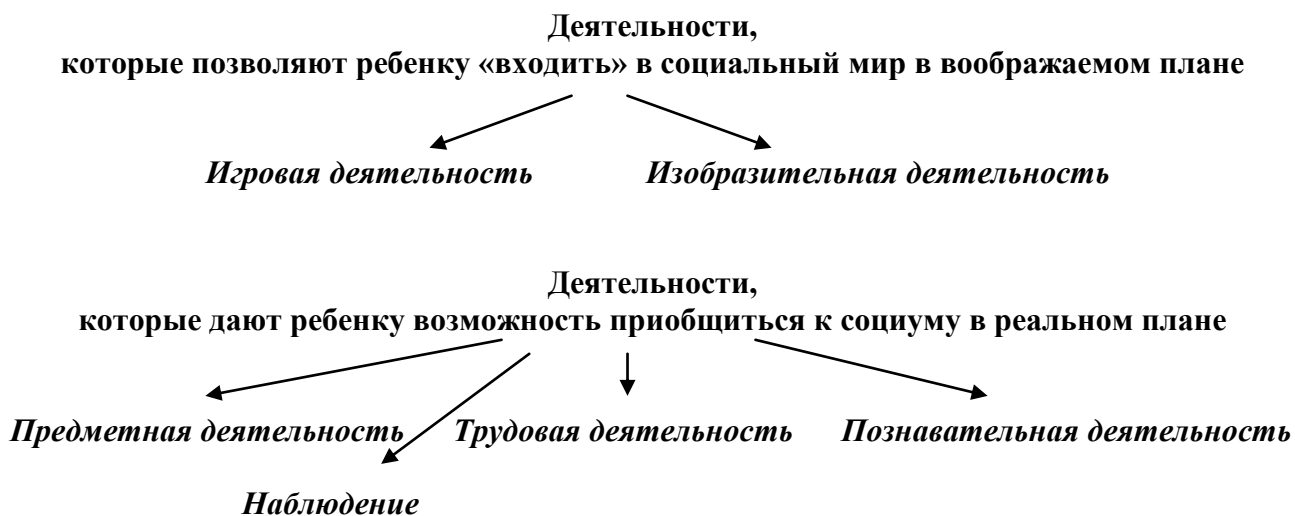 Деятельности,
которые позволяют ребенку «входить» в социальный мир в воображаемом плане
Игровая деятельность Изобразительная деятельность
Деятельности,
которые дают ребенку возможность приобщиться к социуму в реальном плане
Предметная деятельность Трудовая деятельность Познавательная деятельность
Наблюдение